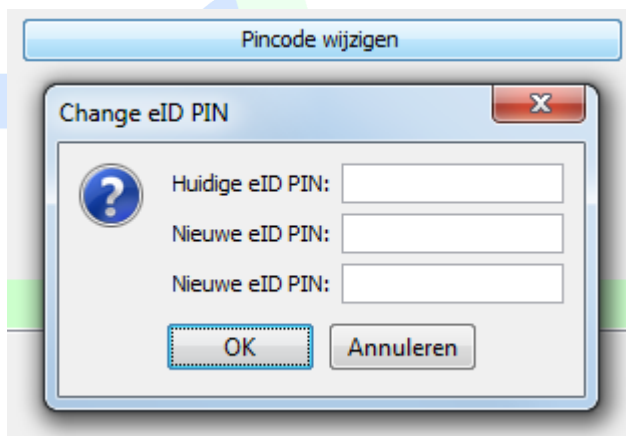 Pincode wijzigen
Change eID PIN
Huidige eID PIN:
Nieuwe eID PIN:
Nieuwe eID PIN:
OK Annuleren